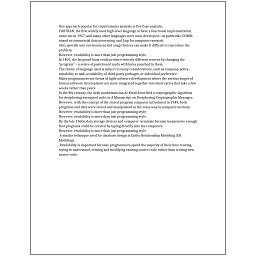 The approach popular for requirements analysis is Use Case analysis.
FORTRAN, the first widely used high-level language to have a functional implementation,
came out in 1957, and many other languages were soon developed—in particular, COBOL
aimed at commercial data processing, and Lisp for computer research.
Also, specific user environment and usage history can make it difficult to reproduce the
problem.
However, readability is more than just programming style.
In 1801, the Jacquard loom could produce entirely different weaves by changing the
"program" - a series of pasteboard cards with holes punched in them.
The choice of language used is subject to many considerations, such as company policy,
suitability to task, availability of third-party packages, or individual preference.
Many programmers use forms of Agile software development where the various stages of
formal software development are more integrated together into short cycles that take a few
weeks rather than years.
In the 9th century, the Arab mathematician Al-Kindi described a cryptographic algorithm
for deciphering encrypted code, in A Manuscript on Deciphering Cryptographic Messages.
However, with the concept of the stored-program computer introduced in 1949, both
programs and data were stored and manipulated in the same way in computer memory.
However, readability is more than just programming style.
However, readability is more than just programming style.
By the late 1960s, data storage devices and computer terminals became inexpensive enough
that programs could be created by typing directly into the computers.
However, readability is more than just programming style.
A similar technique used for database design is Entity-Relationship Modeling (ER
Modeling).
Readability is important because programmers spend the majority of their time reading,
trying to understand, reusing and modifying existing source code, rather than writing new
source code.